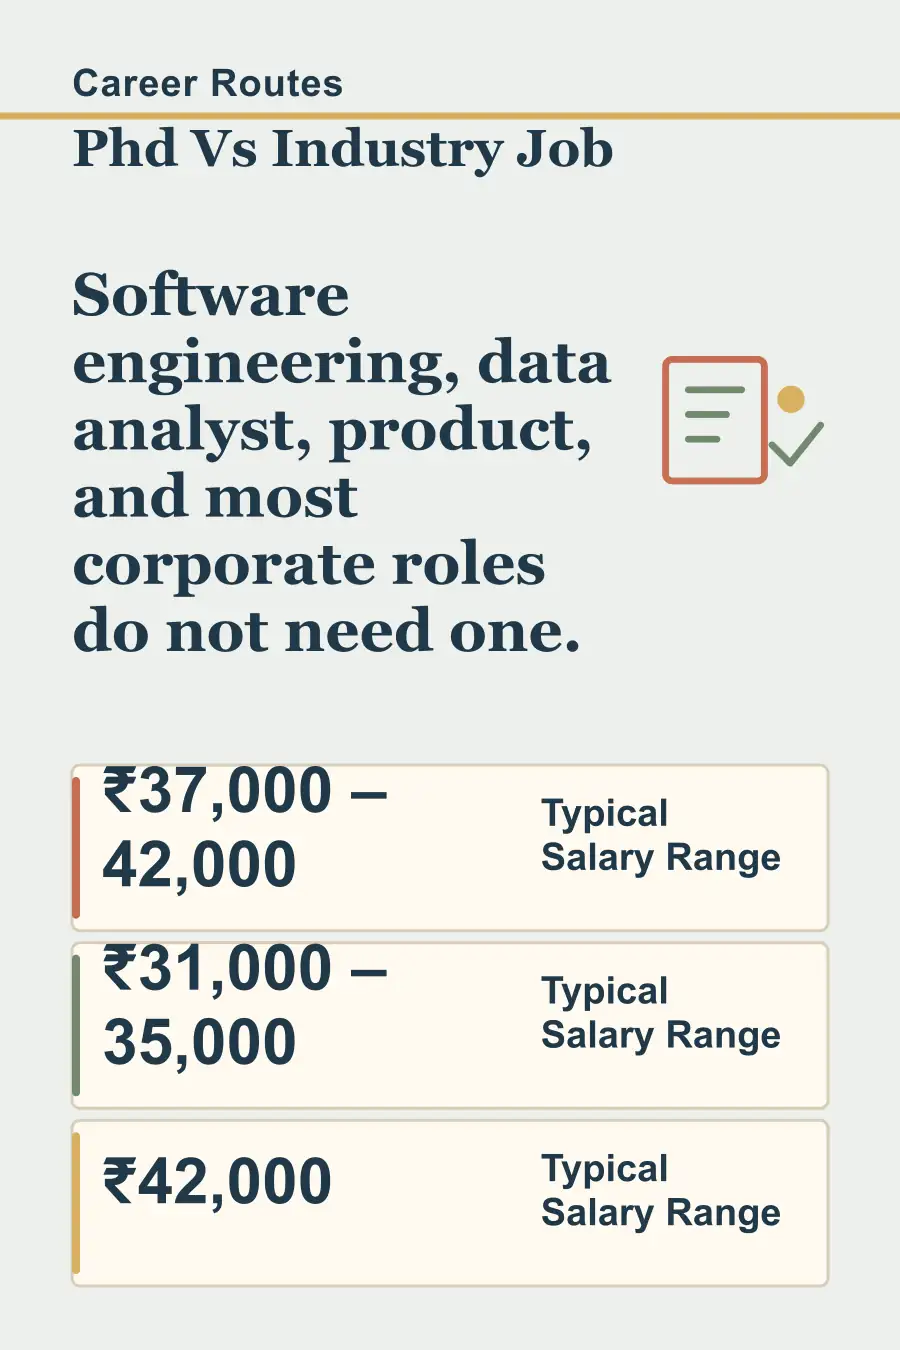 Career Routes
Phd Vs Industry Job
Software
engineering, data
analyst, product,
and most
corporate roles
do not need one.
₹37,000 –
42,000
Typical
Salary Range
₹31,000 –
35,000
Typical
Salary Range
₹42,000
Typical
Salary Range